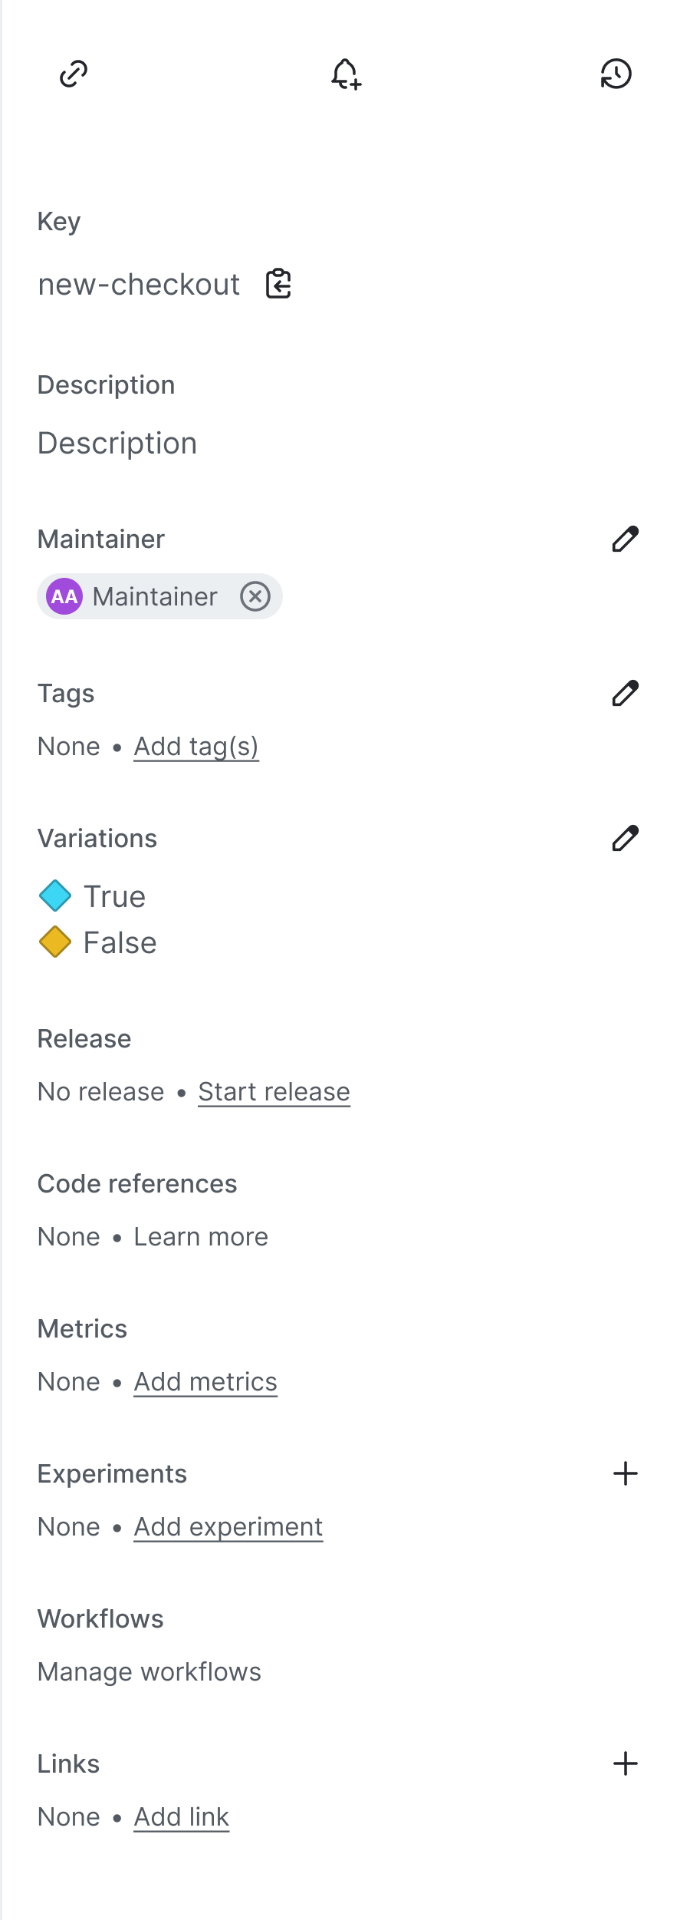 Key
new-checkout
Description
Description
Maintainer
AA Maintainer
Tags
None • Add tag(s)
Variations
True
False
Release
No release • Start release
Code references
None • Learn more
Metrics
None • Add metrics
Experiments
None • Add experiment
Workflows
Manage workflows
Links
None • Add link